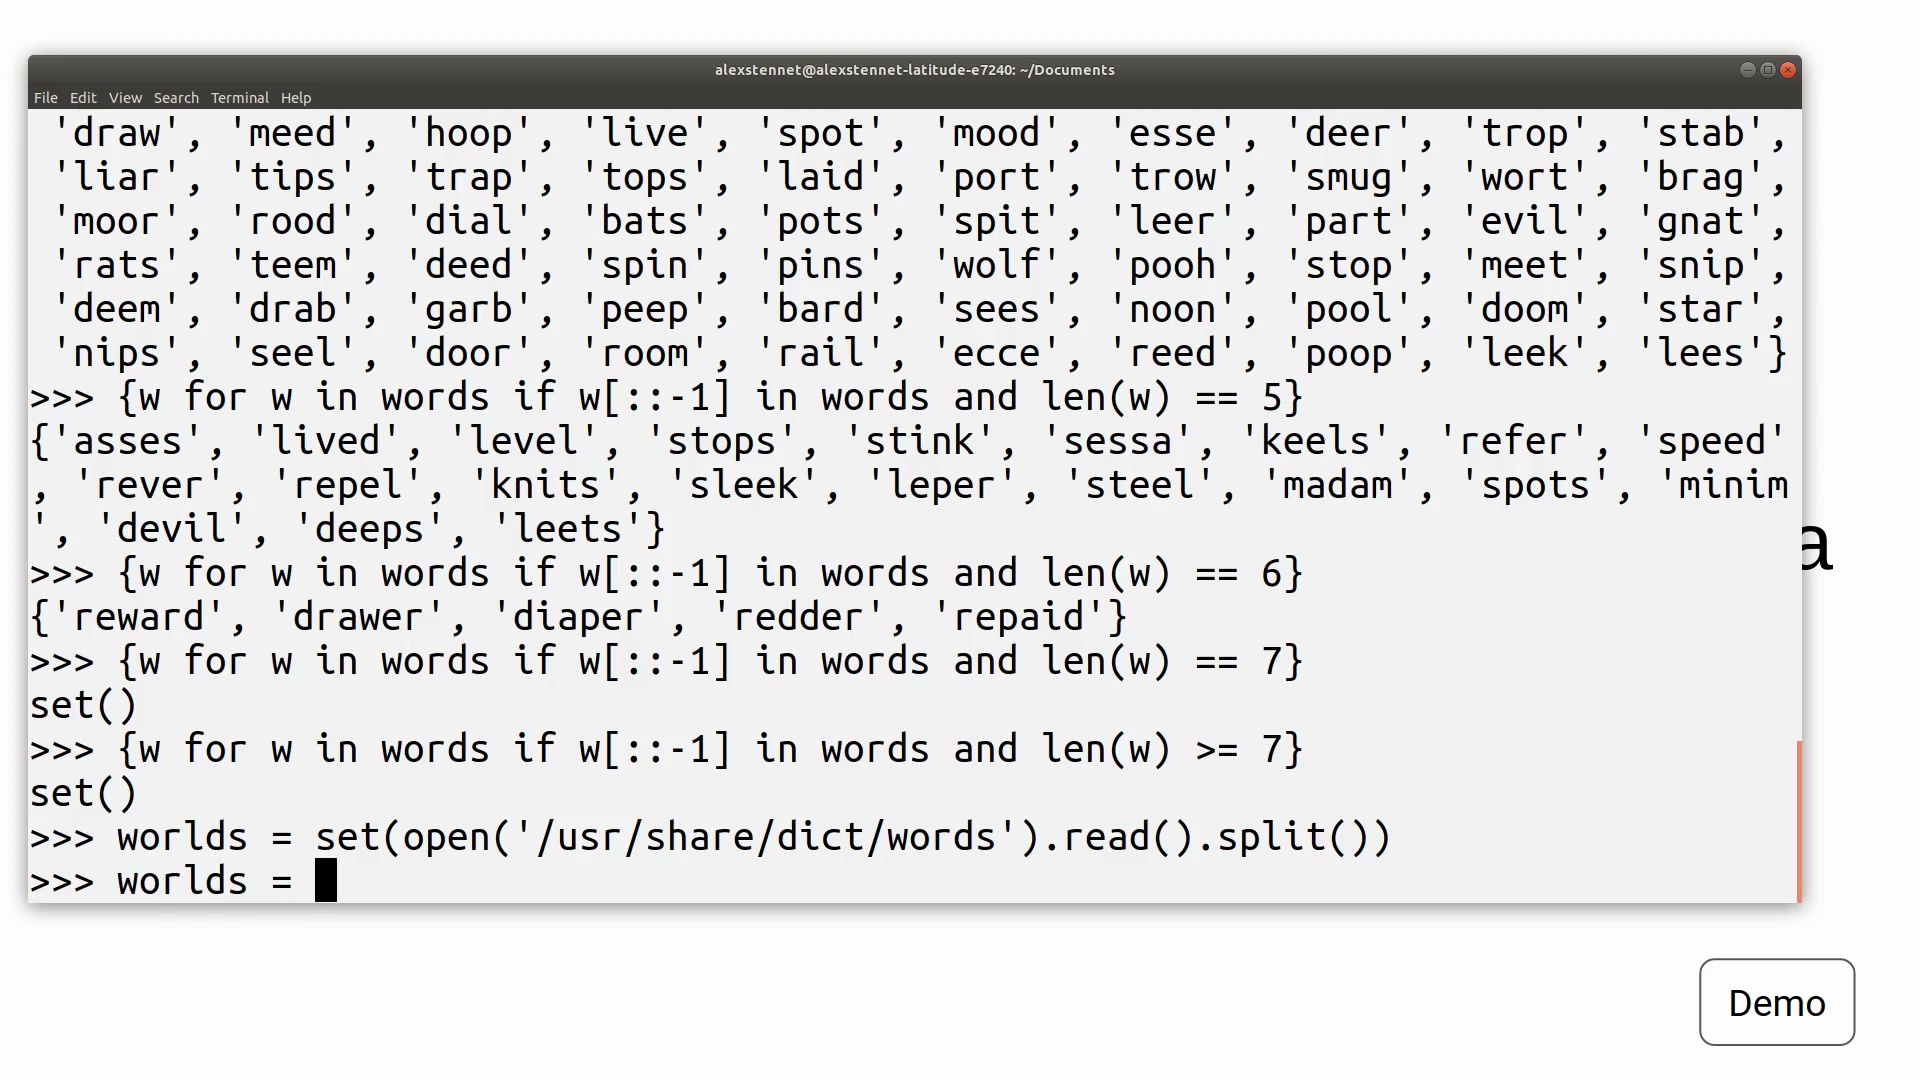 alexstennet@alexstennet-latitude-e7240: ~/Documents
File Edit View Search Terminal Help
'draw', 'meed', 'hoop', 'live', 'spot', 'mood', 'esse', 'deer', 'trop', 'stab',
'liar', 'tips', 'trap', 'tops', 'laid', 'port', 'trow', 'smug', 'wort', 'brag',
'moor', 'rood', 'dial', 'bats', 'pots', 'spit', 'leer', 'part', 'evil', 'gnat',
'rats', 'teem', 'deed', 'spin', 'pins', 'wolf', 'pooh', 'stop', 'meet', 'snip',
'deem', 'drab', 'garb', 'peep', 'bard', 'sees', 'noon', 'pool', 'doom', 'star',
'nips', 'seel', 'door', 'room', 'rail', 'ecce', 'reed', 'poop', 'leek', 'lees'}
>>> {w for w in words if w[::-1] in words and len(w) == 5}
{'asses', 'lived', 'level', 'stops', 'stink', 'sessa', 'keels', 'refer', 'speed'
, 'rever', 'repel', 'knits', 'sleek', 'leper', 'steel', 'madam', 'spots', 'minim
', 'devil', 'deeps', 'leets'}
>>> {w for w in words if w[::-1] in words and len(w) == 6}
{'reward', 'drawer', 'diaper', 'redder', 'repaid'}
>>> {w for w in words if w[::-1] in words and len(w) == 7}
set()
>>> {w for w in words if w[::-1] in words and len(w) >= 7}
set()
>>> worlds = set(open('/usr/share/dict/words').read().split())
>>> worlds =
a
Demo